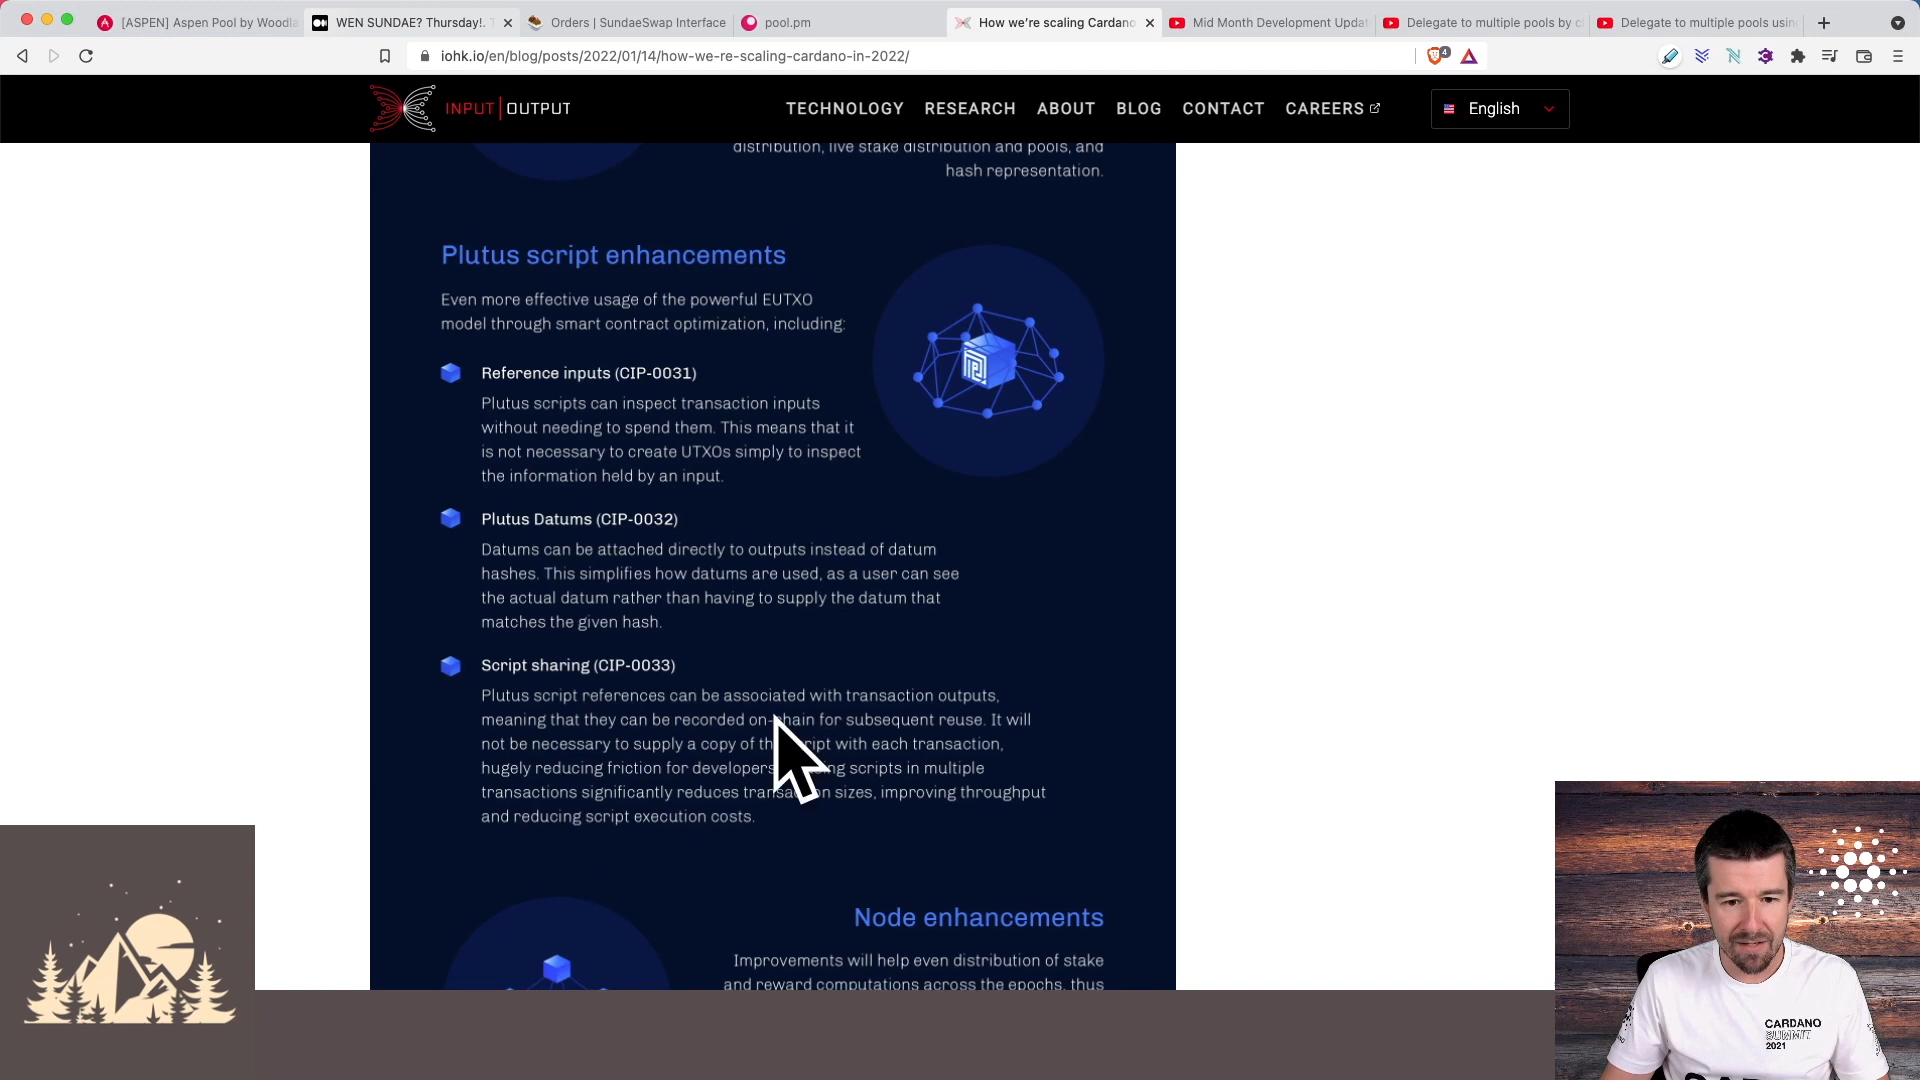 [ASPEN] Aspen Pool by Woodla
WEN SUNDAE? Thursday!. T
Orders | SundaeSwap Interface
pool.pm
How we're scaling Cardano
Mid Month Development Updat
Delegate to multiple pools by c
Delegate to multiple pools usin
iohk.io/en/blog/posts/2022/01/14/how-we-re-scaling-cardano-in-2022/
4
INPUT | OUTPUT
TECHNOLOGY
RESEARCH
ABOUT
BLOG
CONTACT
CAREERS
English
distribution, live stake distribution and pools, and
hash representation.
Plutus script enhancements
Even more effective usage of the powerful EUTXO
model through smart contract optimization, including:
Reference inputs (CIP-0031)
Plutus scripts can inspect transaction inputs
without needing to spend them. This means that it
is not necessary to create UTXOs simply to inspect
the information held by an input.
Plutus Datums (CIP-0032)
Datums can be attached directly to outputs instead of datum
hashes. This simplifies how datums are used, as a user can see
the actual datum rather than having to supply the datum that
matches the given hash.
Script sharing (CIP-0033)
Plutus script references can be associated with transaction outputs,
meaning that they can be recorded on-chain for subsequent reuse. It will
not be necessary to supply a copy of the script with each transaction,
hugely reducing friction for developers. scripts in multiple
transactions significantly reduces transaction sizes, improving throughput
and reducing script execution costs.
Node enhancements
Improvements will help even distribution of stake
and reward computations across the epochs, thus
CARDANO
SUMMIT
2021